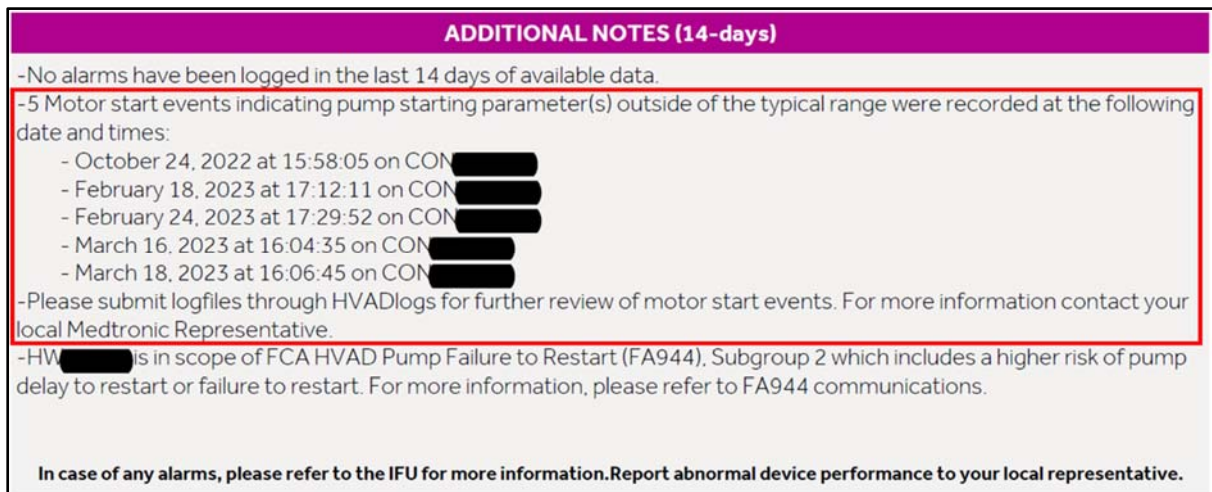 ADDITIONAL NOTES (14-days)
-No alarms have been logged in the last 14 days of available data.
-5 Motor start events indicating pump starting parameter(s) outside of the typical range were recorded at the following
date and times:
- October 24, 2022 at 15:58:05 on CON
- February 18, 2023 at 17:12:11 on CON
- February 24, 2023 at 17:29:52 on CON
- March 16, 2023 at 16:04:35 on CON
- March 18, 2023 at 16:06:45 on CON
-Please submit logfiles through HVADlogs for further review of motor start events. For more information contact your
local Medtronic Representative.
-HW is in scope of FCA HVAD Pump Failure to Restart (FA944), Subgroup 2 which includes a higher risk of pump
delay to restart or failure to restart. For more information, please refer to FA944 communications.
In case of any alarms, please refer to the IFU for more information.Report abnormal device performance to your local representative.